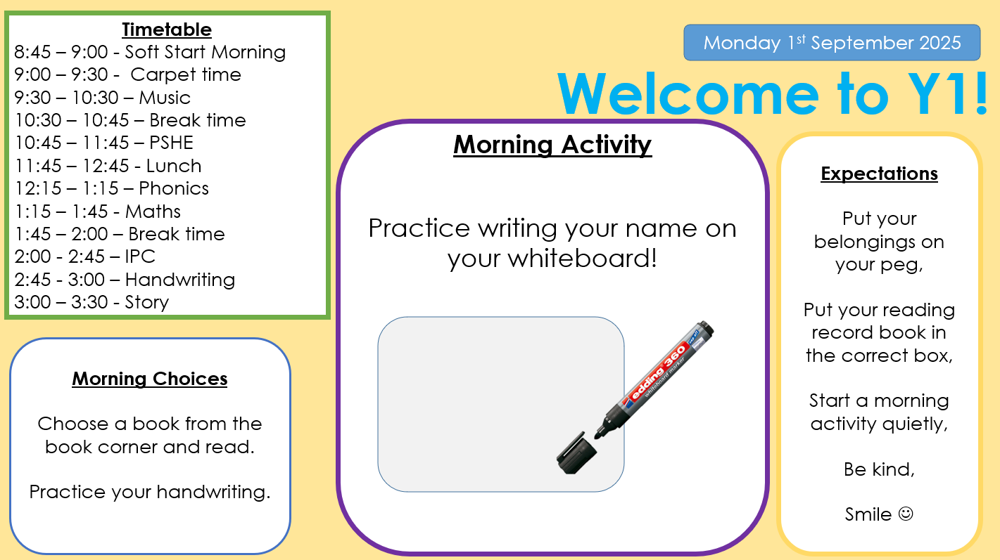 Timetable
8:45 – 9:00 - Soft Start Morning
9:00 – 9:30 -  Carpet time
9:30 – 10:30 – Music
10:30 – 10:45 – Break time
10:45 – 11:45 – PSHE
11:45 – 12:45 - Lunch
12:15 – 1:15 – Phonics
1:15 – 1:45 - Maths
1:45 – 2:00 – Break time
2:00 - 2:45 – IPC
2:45 - 3:00 – Handwriting
3:00 – 3:30 - Story
Monday 1st September 2025
Welcome to Y1!
Morning Activity
Practice writing your name on
your whiteboard!
edding 360
whiteboard marker
Expectations
Put your
belongings on
your peg,
Put your reading
record book in
the correct box,
Start a morning
activity quietly,
Be kind,
Smile ☺
Morning Choices
Choose a book from the
book corner and read.
Practice your handwriting.